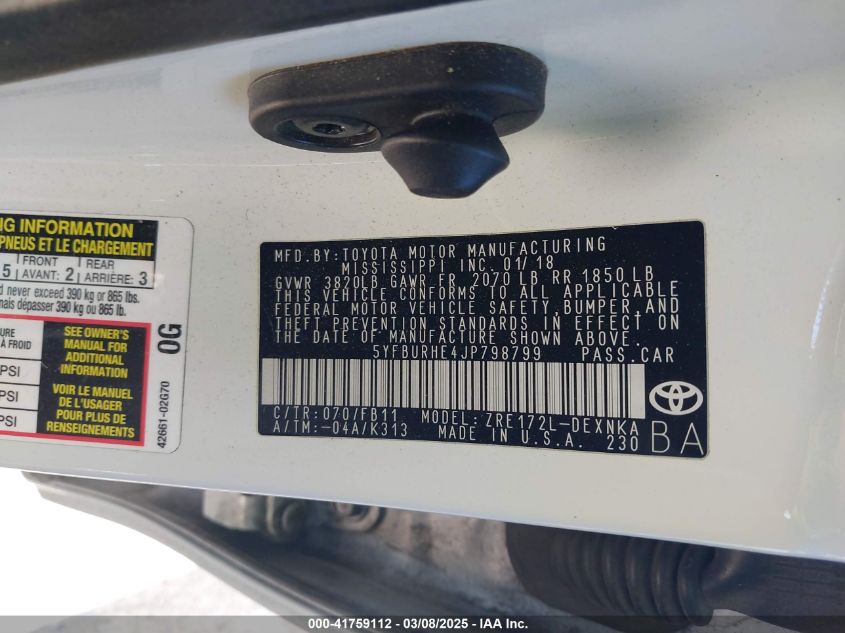 NG INFORMATION
PNEUS ET LE CHARGEMENT
5 FRONT AVANT: 2 REAR ARRIÈRE: 3
d never exceed 390 kg or 865 lbs.
mais dépasser 390 kg ou 865 lb.
URE
À FROID
PSI
PSI
PSI
SEE OWNER'S
MANUAL FOR
ADDITIONAL
INFORMATION
VOIR LE MANUEL
DE L'USAGER
POUR PLUS DE
RENSEIGNEMENTS
0G
42661-02G70
MFD. BY: TOYOTA MOTOR MANUFACTURING
MISSISSIPPI INC. 01/18
GVWR 3820LB GAWR FR 2070 LB RR 1850 LB
THIS VEHICLE CONFORMS TO ALL APPLICABLE
FEDERAL MOTOR VEHICLE SAFETY, BUMPER, AND
THEFT PREVENTION STANDARDS IN EFFECT ON
THE DATE OF MANUFACTURE SHOWN ABOVE.
5YFBURHE4JP798799 PASS. CAR
C/TR: 070/FB11 MODEL: ZRE172L-DEXNKA
A/TM: -04A/K313 MADE IN U.S.A. 230
BA
000-41759112 - 03/08/2025 - IAA Inc.